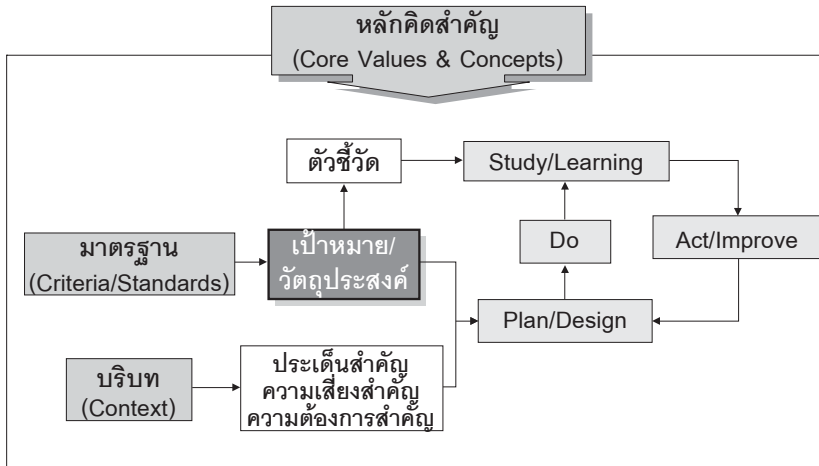 หลักคิดสำคัญ
(Core Values & Concepts)
ตัวชี้วัด
Study/Learning
มาตรฐาน
(Criteria/Standards)
เป้าหมาย/
วัตถุประสงค์
Do
Act/Improve
Plan/Design
บริบท
(Context)
ประเด็นสำคัญ
ความเสี่ยงสำคัญ
ความต้องการสำคัญ